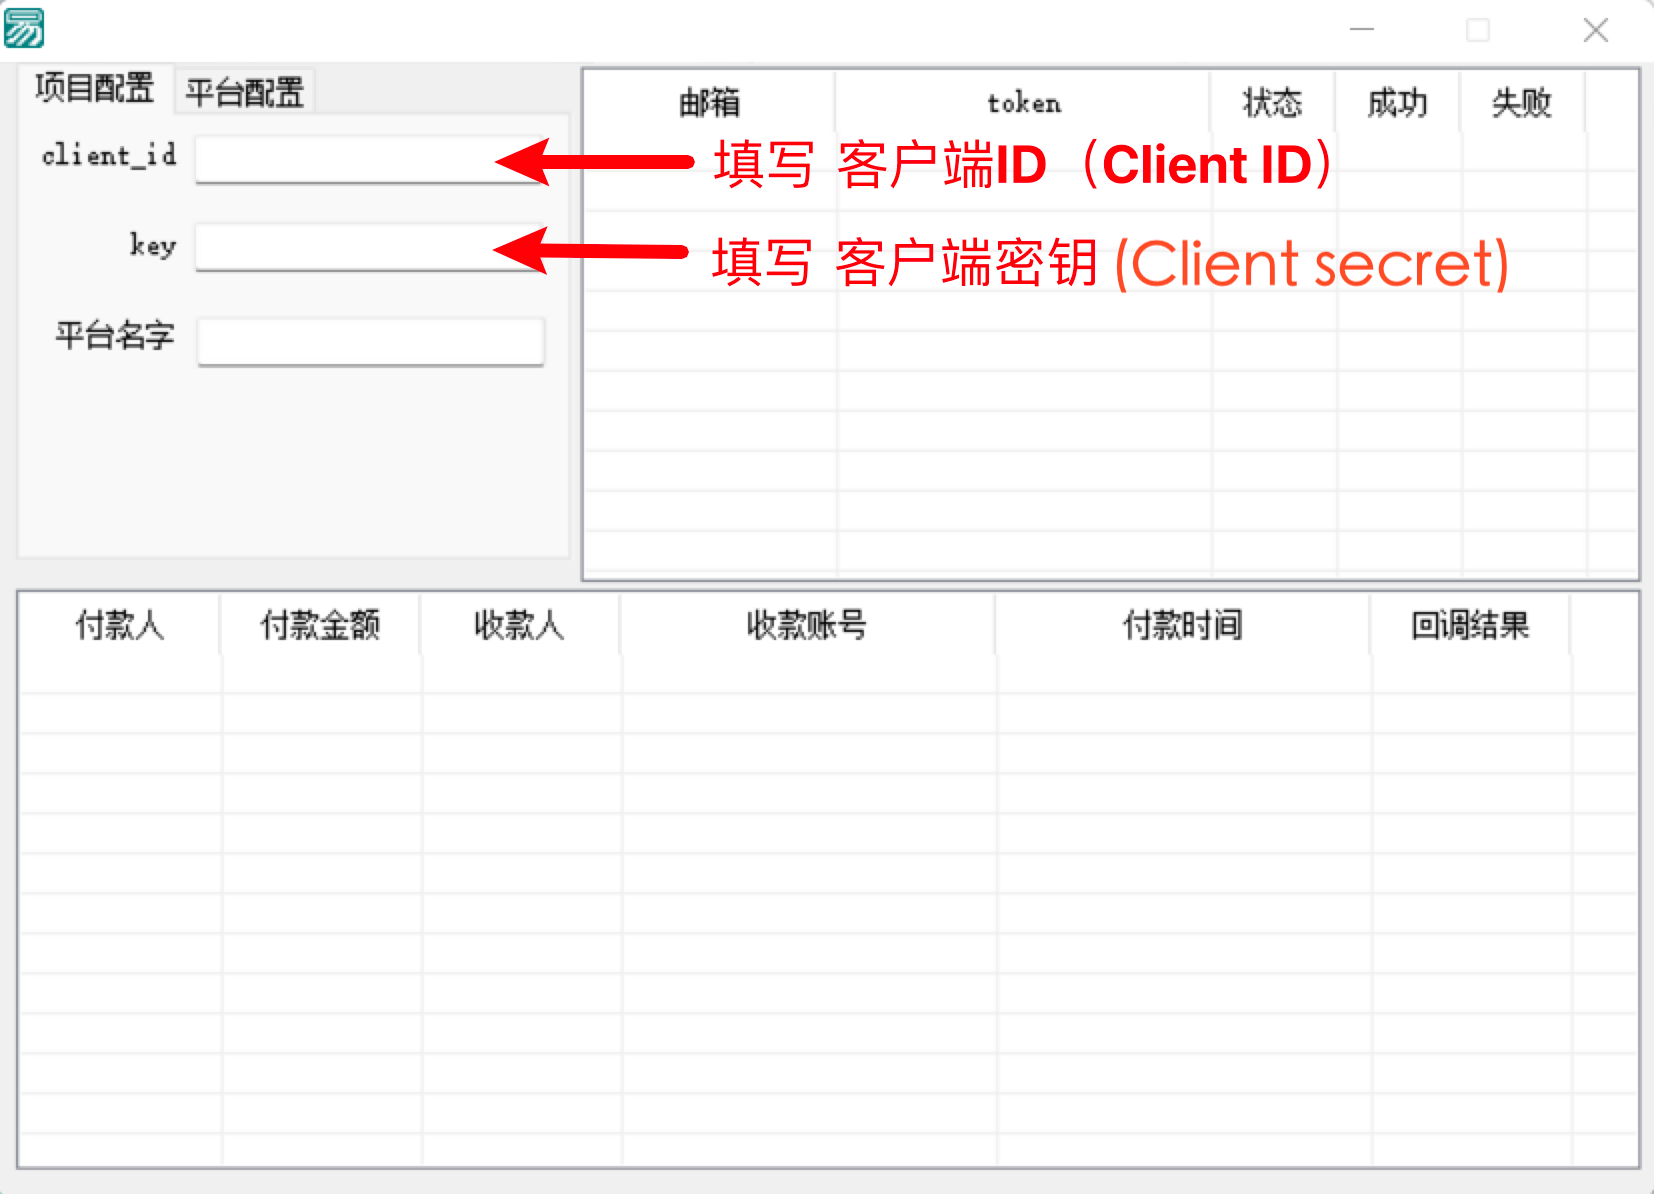 易
项目配置 平台配置
client_id
key
平台名字
邮箱 token 状态 成功 失败
填写 客户端ID（Client ID）
填写 客户端密钥 (Client secret)
付款人 付款金额 收款人 收款账号 付款时间 回调结果